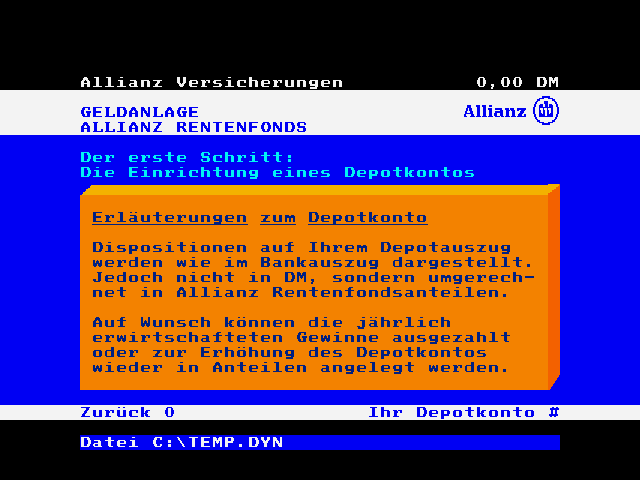 Allianz Versicherungen 0,00 DM
GELDANLAGE
ALLIANZ RENTENFONDS
Allianz
Der erste Schritt:
Die Einrichtung eines Depotkontos
Erläuterungen zum Depotkonto
Dispositionen auf Ihrem Depotauszug
werden wie im Bankauszug dargestellt.
Jedoch nicht in DM, sondern umgerech-
net in Allianz Rentenfondsanteilen.
Auf Wunsch können die jährlich
erwirtschafteten Gewinne ausgezahlt
oder zur Erhöhung des Depotkontos
wieder in Anteilen angelegt werden.
Zurück 0 Ihr Depotkonto #
Datei C:\TEMP.DYN